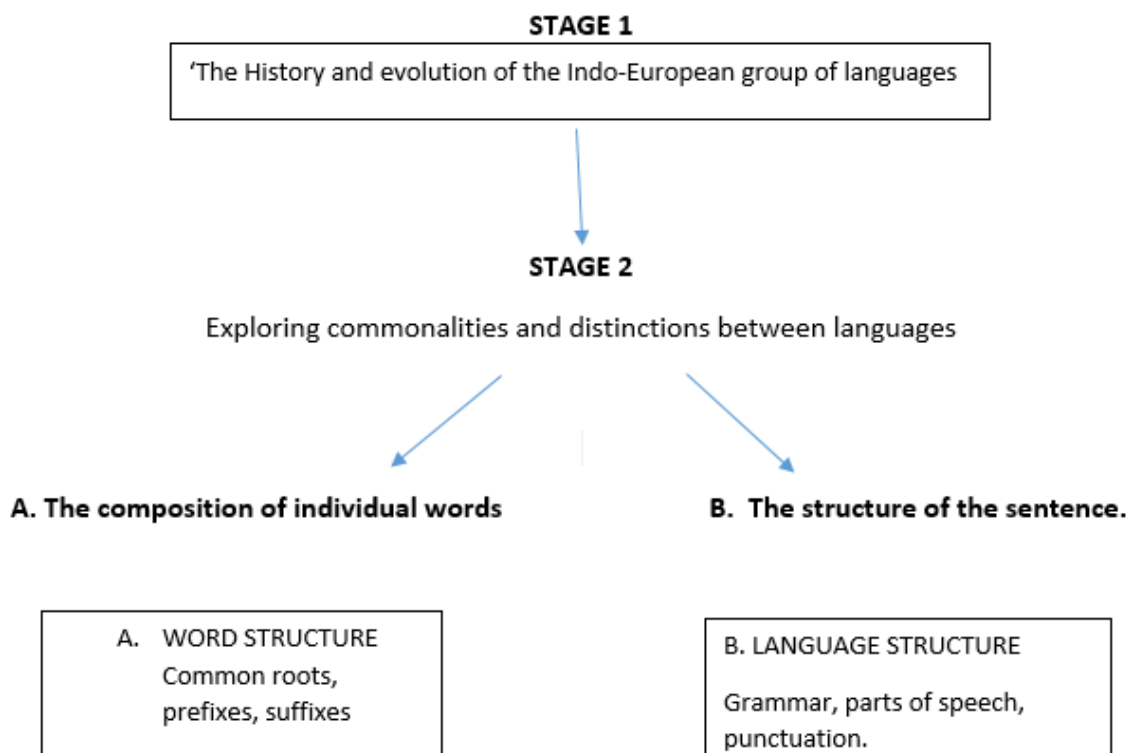 STAGE 1
‘The History and evolution of the Indo-European group of languages
STAGE 2
Exploring commonalities and distinctions between languages
A. The composition of individual words
B. The structure of the sentence.
A. WORD STRUCTURE
Common roots,
prefixes, suffixes
B. LANGUAGE STRUCTURE
Grammar, parts of speech,
punctuation.